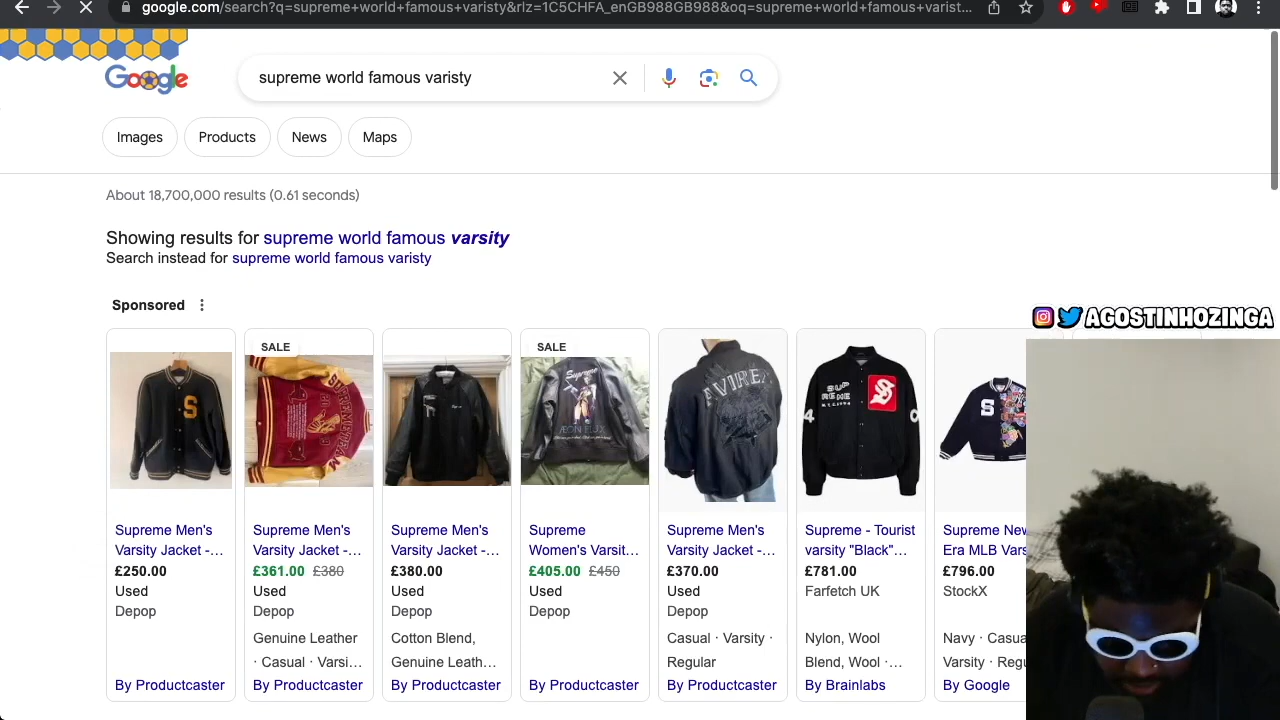 google.com/search?q=supreme+world+famous+varisty&rlz=1C5CHFA_enGB988GB988&oq=supreme+world+famous+varist...
Google
supreme world famous varisty
Images
Products
News
Maps
About 18,700,000 results (0.61 seconds)
Showing results for supreme world famous varsity
Search instead for supreme world famous varisty
Sponsored
AGOSTINHOZINGA
Supreme Men's
Varsity Jacket -...
£250.00
Used
Depop
By Productcaster
SALE
Supreme Men's
Varsity Jacket -...
£361.00 £380
Used
Depop
Genuine Leather
· Casual · Varsi...
By Productcaster
Supreme Men's
Varsity Jacket -...
£380.00
Used
Depop
Cotton Blend,
Genuine Leath...
By Productcaster
SALE
Supreme
Supreme
Women's Varsit...
£405.00 £450
Used
Depop
By Productcaster
Supreme Men's
Varsity Jacket -...
£370.00
Used
Depop
Casual · Varsity ·
Regular
By Productcaster
SUP
REME
Supreme - Tourist
varsity "Black"...
£781.00
Farfetch UK
Nylon, Wool
Blend, Wool ·...
By Brainlabs
S
Supreme New
Era MLB Vars
£796.00
StockX
Navy · Casua
Varsity · Regu
By Google